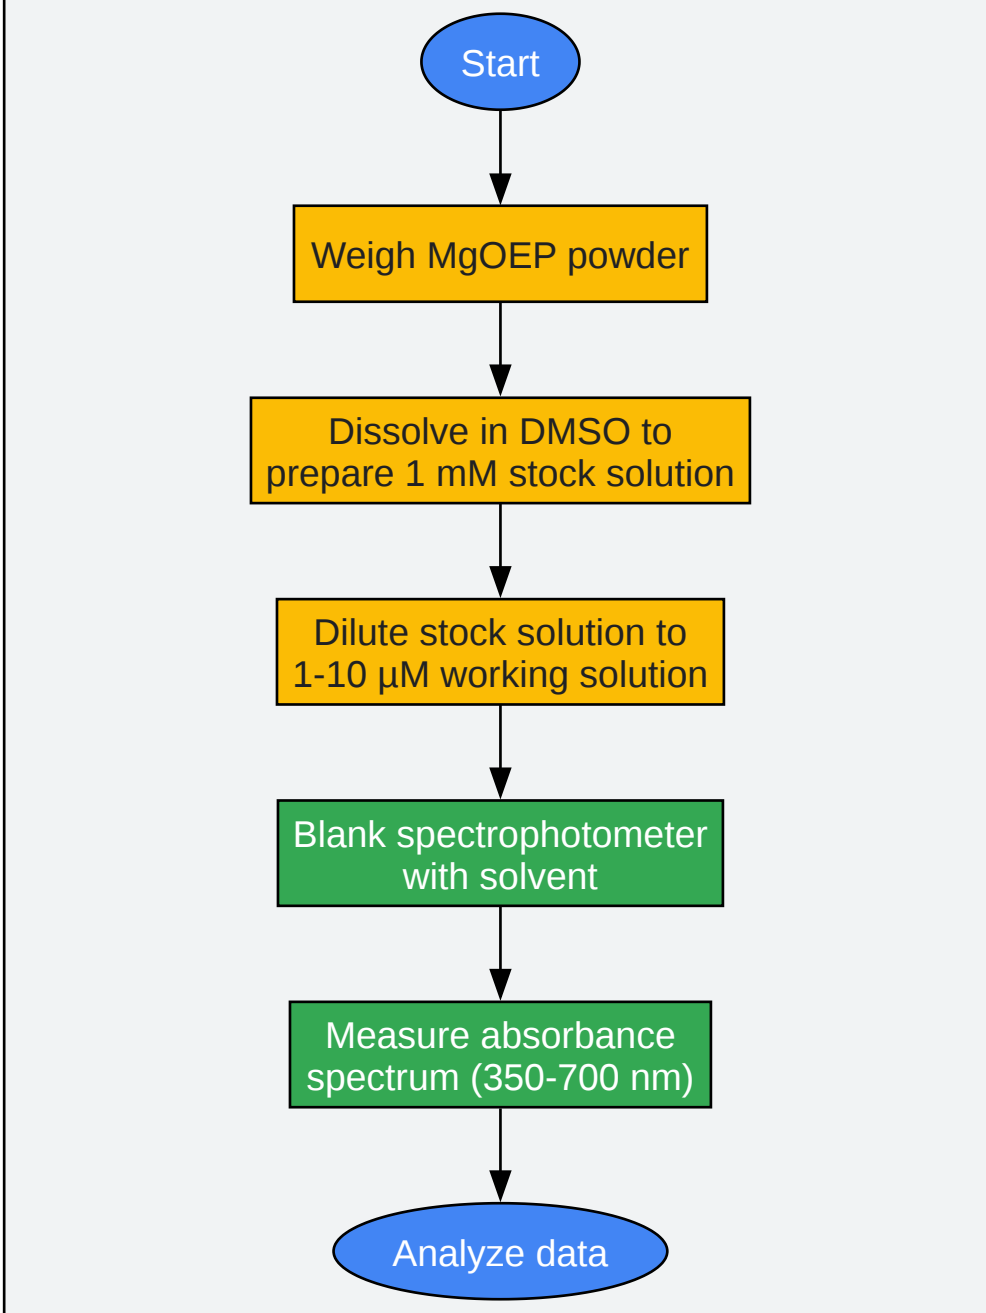 Start
Weigh MgOEP powder
Dissolve in DMSO to
prepare 1 mM stock solution
Dilute stock solution to
1-10 µM working solution
Blank spectrophotometer
with solvent
Measure absorbance
spectrum (350-700 nm)
Analyze data